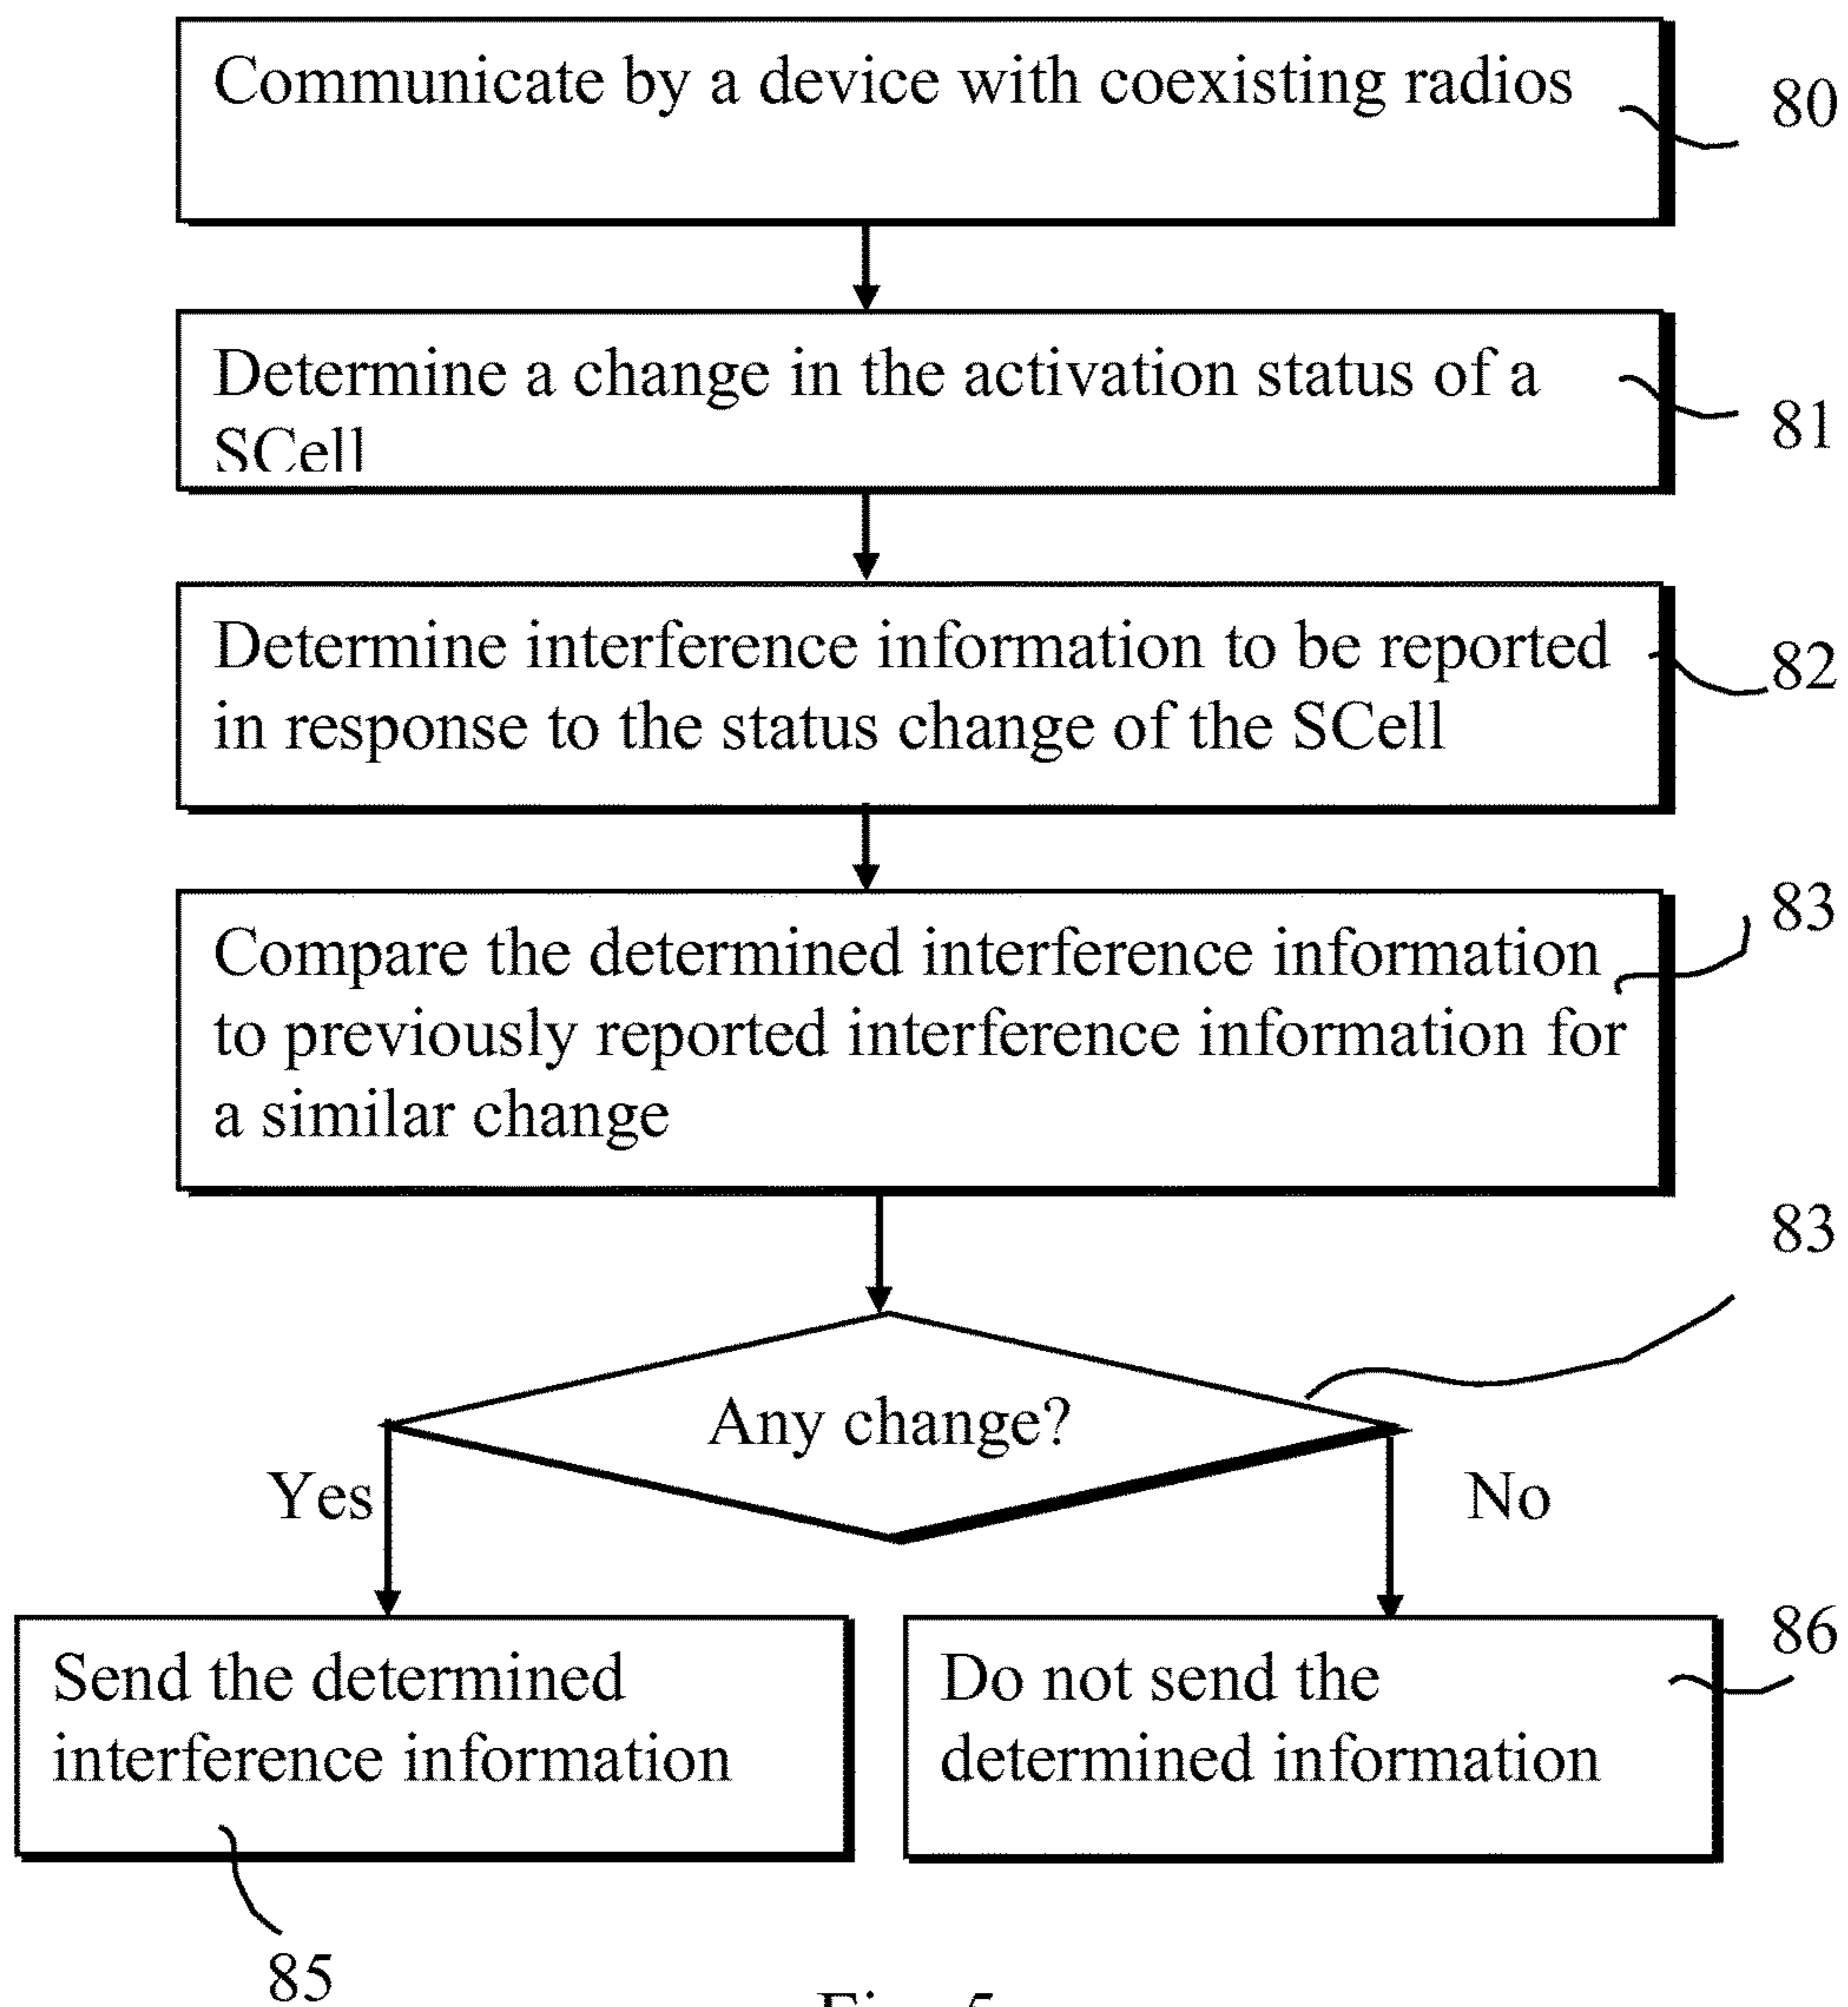 Communicate by a device with coexisting radios
80
Determine a change in the activation status of a
SCell
81
Determine interference information to be reported
in response to the status change of the SCell
82
Compare the determined interference information
to previously reported interference information for
a similar change
83
83
Any change?
Yes
No
Send the determined
interference information
85
Do not send the
determined information
86
Fig. 5